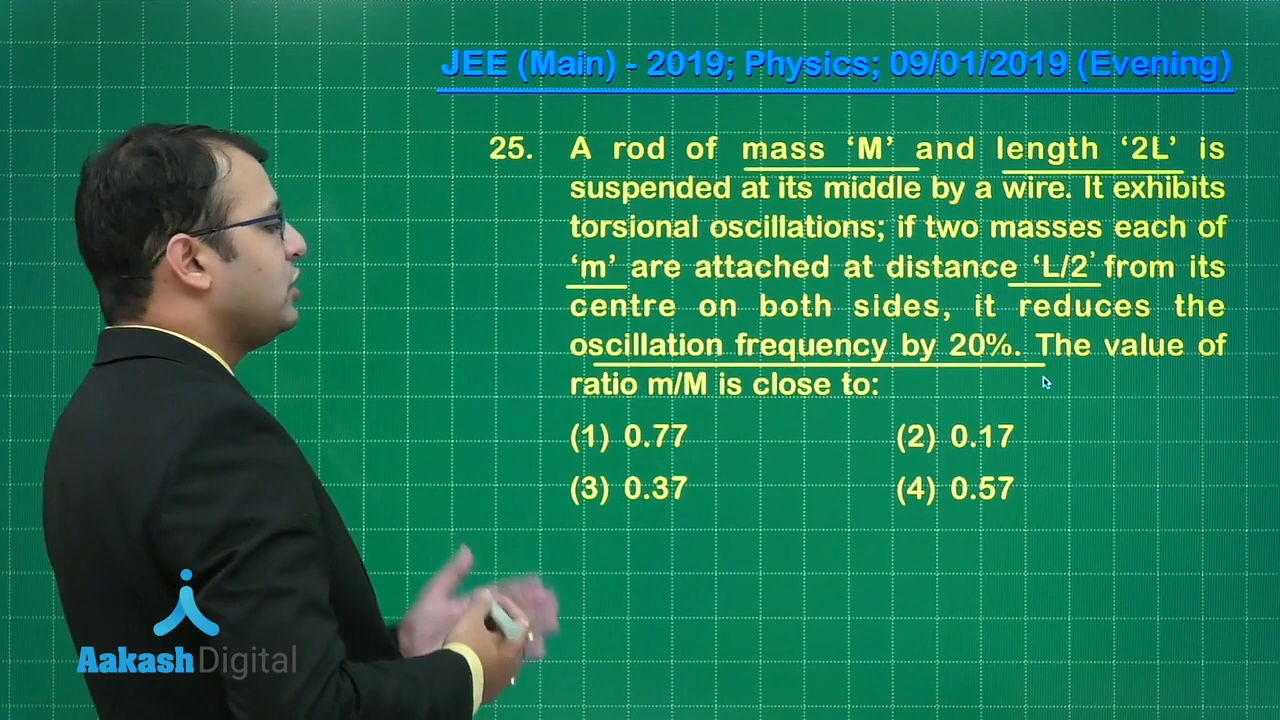 JEE (Main) - 2019; Physics; 09/01/2019 (Evening)
25. A rod of mass ‘M’ and length ‘2L’ is
suspended at its middle by a wire. It exhibits
torsional oscillations; if two masses each of
‘m’ are attached at distance ‘L/2’ from its
centre on both sides, it reduces the
oscillation frequency by 20%. The value of
ratio m/M is close to:
(1) 0.77 (2) 0.17
(3) 0.37 (4) 0.57
Aakash Digital